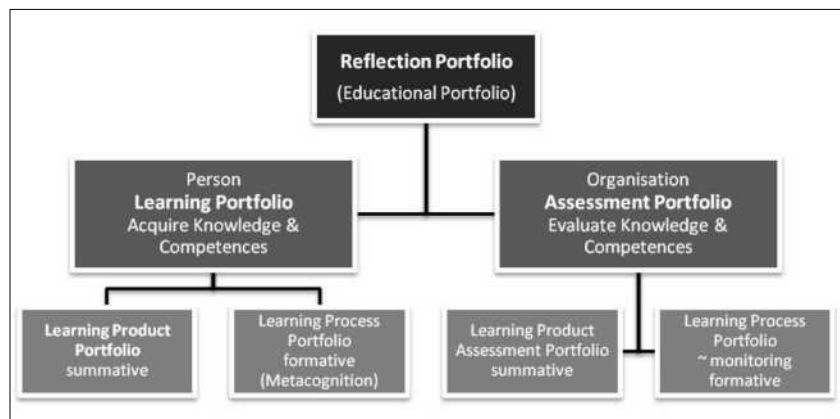 Reflection Portfolio
(Educational Portfolio)
Person
Learning Portfolio
Acquire Knowledge &
Competences
Organisation
Assessment Portfolio
Evaluate Knowledge &
Competences
Learning Product
Portfolio
summative
Learning Process
Portfolio
formative
(Metacognition)
Learning Product
Assessment Portfolio
summative
Learning Process
Portfolio
~ monitoring
formative